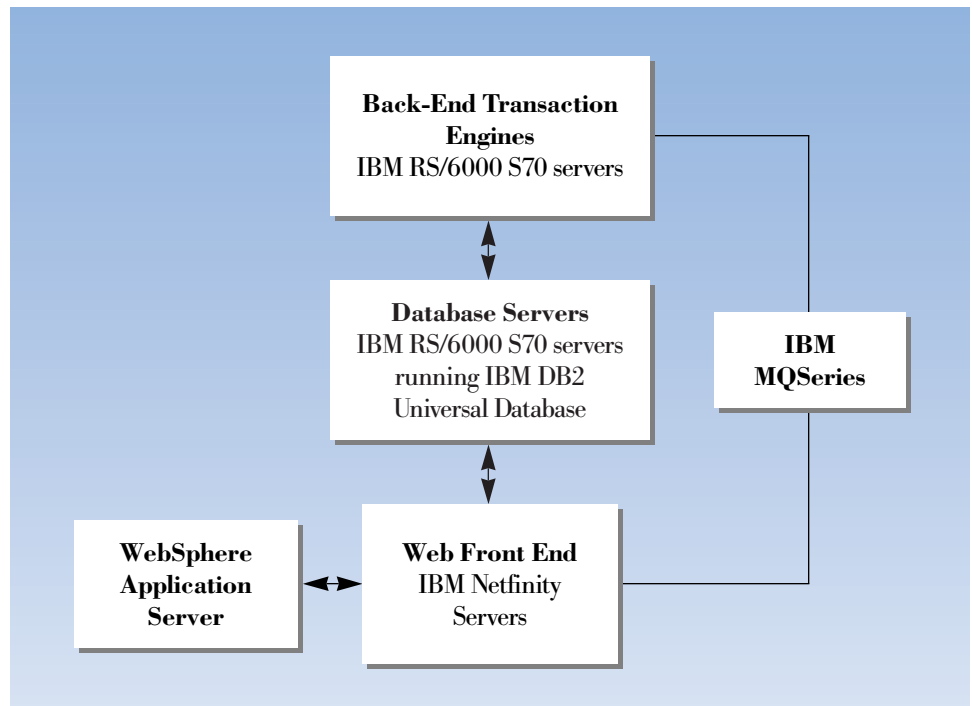 Back-End Transaction
Engines
IBM RS/6000 S70 servers
Database Servers
IBM RS/6000 S70 servers
running IBM DB2
Universal Database
IBM
MQSeries
WebSphere
Application
Server
Web Front End
IBM Netfinity
Servers